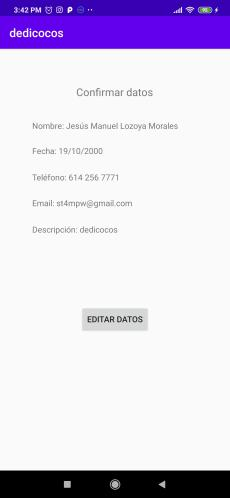 3:42 PM
dedicocos
Confirmar datos
Nombre: Jesús Manuel Lozoya Morales
Fecha: 19/10/2000
Teléfono: 614 256 7771
Email: st4mpw@gmail.com
Descripción: dedicocos
EDITAR DATOS